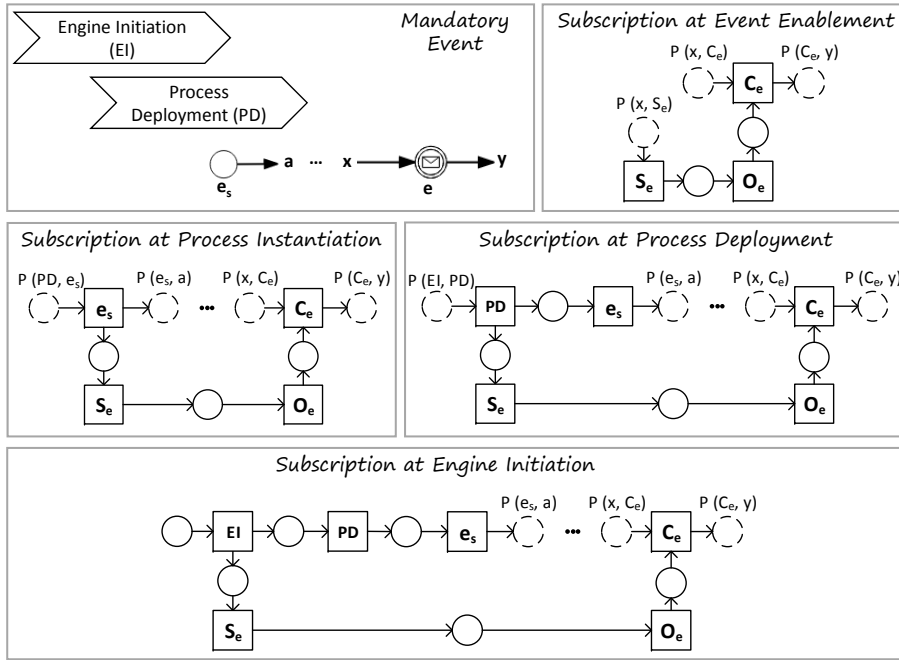 Engine Initiation
(EI)
Mandatory
Event
Process
Deployment (PD)
a ... x y
eₛ e
Subscription at Event Enablement
P (x, Cₑ) P (Cₑ, y)
Cₑ
P (x, Sₑ)
Sₑ Oₑ
Subscription at Process Instantiation
P (PD, eₛ) P (eₛ, a) P (x, Cₑ) P (Cₑ, y)
eₛ ... Cₑ
Sₑ Oₑ
Subscription at Process Deployment
P (EI, PD) P (eₛ, a) P (x, Cₑ) P (Cₑ, y)
PD eₛ ... Cₑ
Sₑ Oₑ
Subscription at Engine Initiation
P (eₛ, a) P (x, Cₑ) P (Cₑ, y)
EI PD eₛ ... Cₑ
Sₑ Oₑ